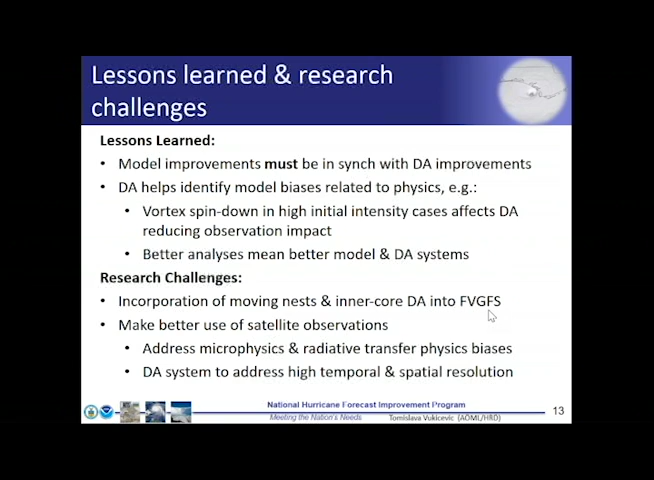 Lessons learned & research
challenges
Lessons Learned:
• Model improvements must be in synch with DA improvements
• DA helps identify model biases related to physics, e.g.:
• Vortex spin-down in high initial intensity cases affects DA
reducing observation impact
• Better analyses mean better model & DA systems
Research Challenges:
• Incorporation of moving nests & inner-core DA into FVGFS
• Make better use of satellite observations
• Address microphysics & radiative transfer physics biases
• DA system to address high temporal & spatial resolution
National Hurricane Forecast Improvement Program
Meeting the Nation's Needs
Tomislava Vukicevic (AOML/HRD)
13